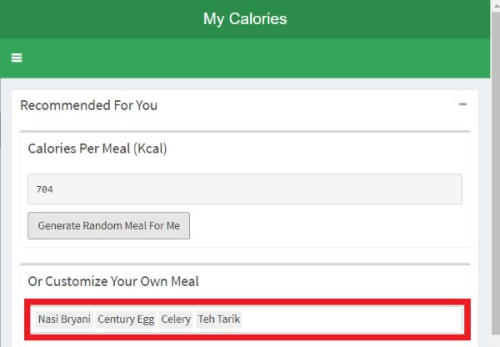 My Calories
Recommended For You
Calories Per Meal (Kcal)
704
Generate Random Meal For Me
Or Customize Your Own Meal
Nasi Bryani Century Egg Celery Teh Tarik